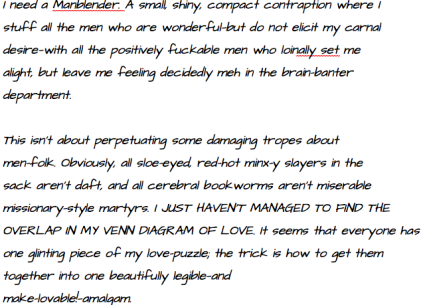 I need a Manblender. A small, shiny, compact contraption where I
stuff all the men who are wonderful-but do not elicit my carnal
desire-with all the positively fuckable men who loinally set me
alight, but leave me feeling decidedly meh in the brain-banter
department.
This isn't about perpetuating some damaging tropes about
men-folk. Obviously, all sloe-eyed, red-hot minx-y slayers in the
sack aren't daft, and all cerebral bookworms aren't miserable
missionary-style martyrs. I JUST HAVEN'T MANAGED TO FIND THE
OVERLAP IN MY VENN DIAGRAM OF LOVE. It seems that everyone has
one glinting piece of my love-puzzle; the trick is how to get them
together into one beautifully legible-and
make-lovable!-amalgam.